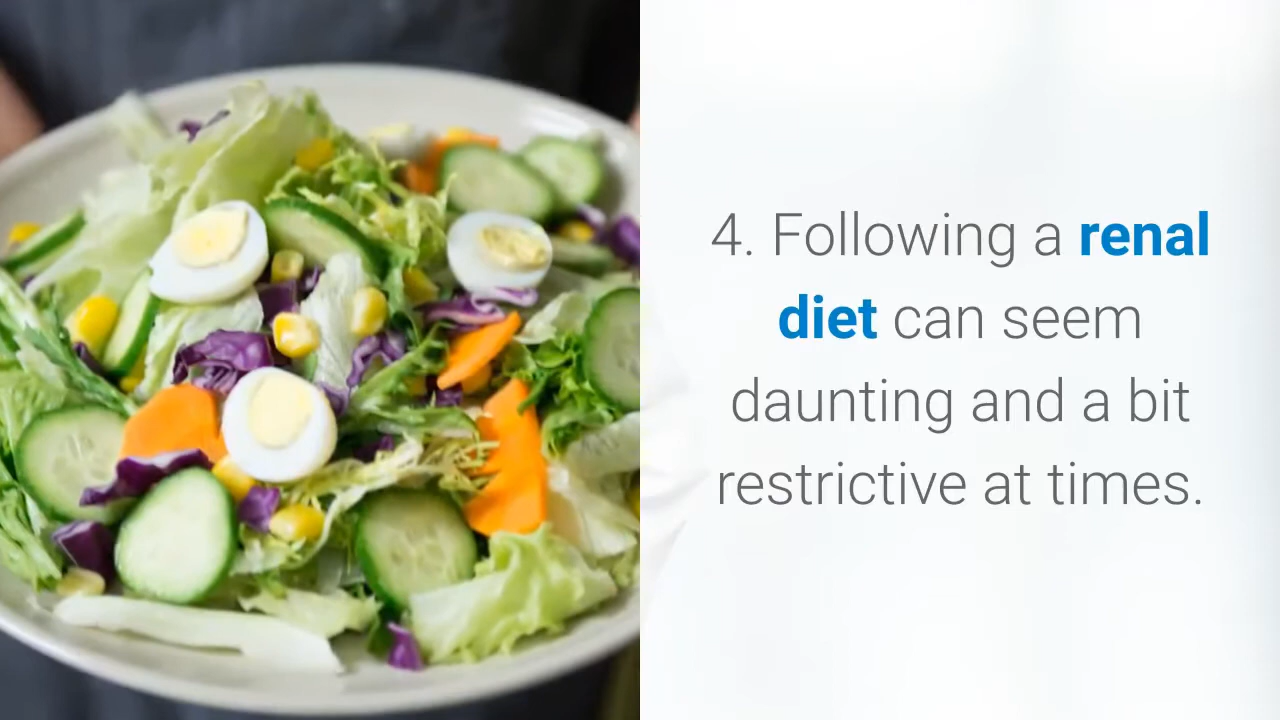 4. Following a renal
diet can seem
daunting and a bit
restrictive at times.